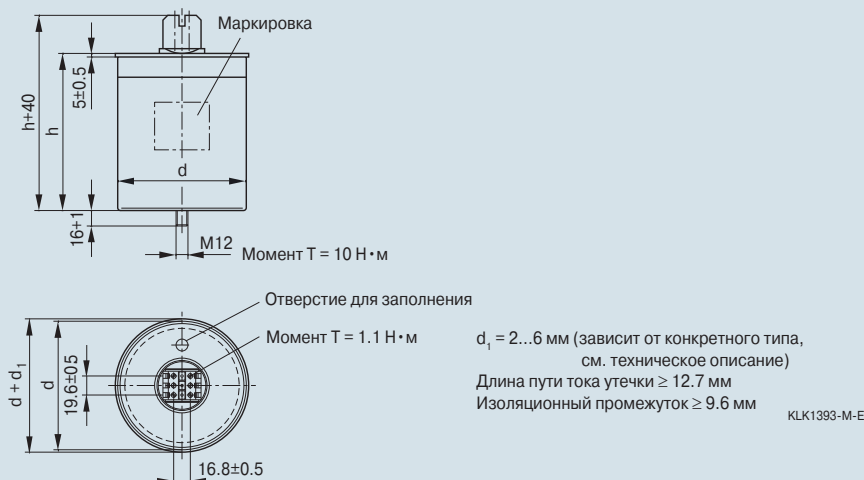 Маркировка
5±0.5
h+40
h
d
16+1
M12
Момент T = 10 Н·м
Отверстие для заполнения
Момент T = 1.1 Н·м
d + d₁
d
19.6±05
16.8±0.5
d₁ = 2...6 мм (зависит от конкретного типа,
см. техническое описание)
Длина пути тока утечки ≥ 12.7 мм
Изоляционный промежуток ≥ 9.6 мм
KLK1393-M-E